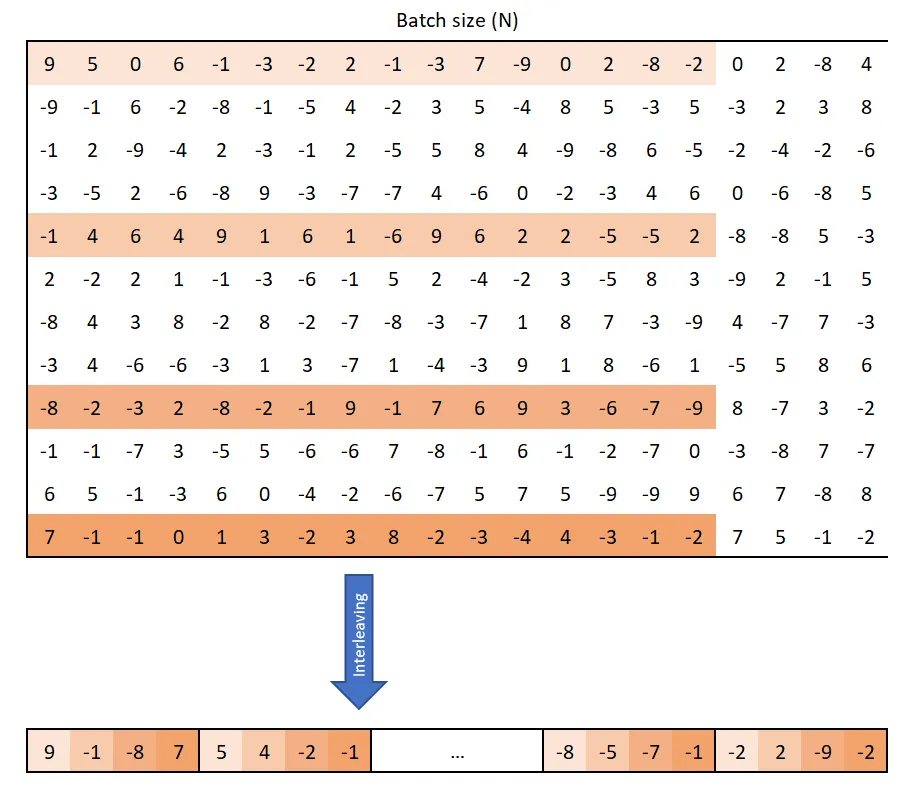 Batch size (N)
9 5 0 6 -1 -3 -2 2 -1 -3 7 -9 0 2 -8 -2 0 2 -8 4
-9 -1 6 -2 -8 -1 -5 4 -2 3 5 -4 8 5 -3 5 -3 2 3 8
-1 2 -9 -4 2 -3 -1 2 -5 5 8 4 -9 -8 6 -5 -2 -4 -2 -6
-3 -5 2 -6 -8 9 -3 -7 -7 4 -6 0 -2 -3 4 6 0 -6 -8 5
-1 4 6 4 9 1 6 1 -6 9 6 2 2 -5 -5 2 -8 -8 5 -3
2 -2 2 1 -1 -3 -6 -1 5 2 -4 -2 3 -5 8 3 -9 2 -1 5
-8 4 3 8 -2 8 -2 -7 -8 -3 -7 1 8 7 -3 -9 4 -7 7 -3
-3 4 -6 -6 -3 1 3 -7 1 -4 -3 9 1 8 -6 1 -5 5 8 6
-8 -2 -3 2 -8 -2 -1 9 -1 7 6 9 3 -6 -7 -9 8 -7 3 -2
-1 -1 -7 3 -5 5 -6 -6 7 -8 -1 6 -1 -2 -7 0 -3 -8 7 -7
6 5 -1 -3 6 0 -4 -2 -6 -7 5 7 5 -9 -9 9 6 7 -8 8
7 -1 -1 0 1 3 -2 3 8 -2 -3 -4 4 -3 -1 -2 7 5 -1 -2
Interleaving
9 -1 -8 7 5 4 -2 -1 ... -8 -5 -7 -1 -2 2 -9 -2